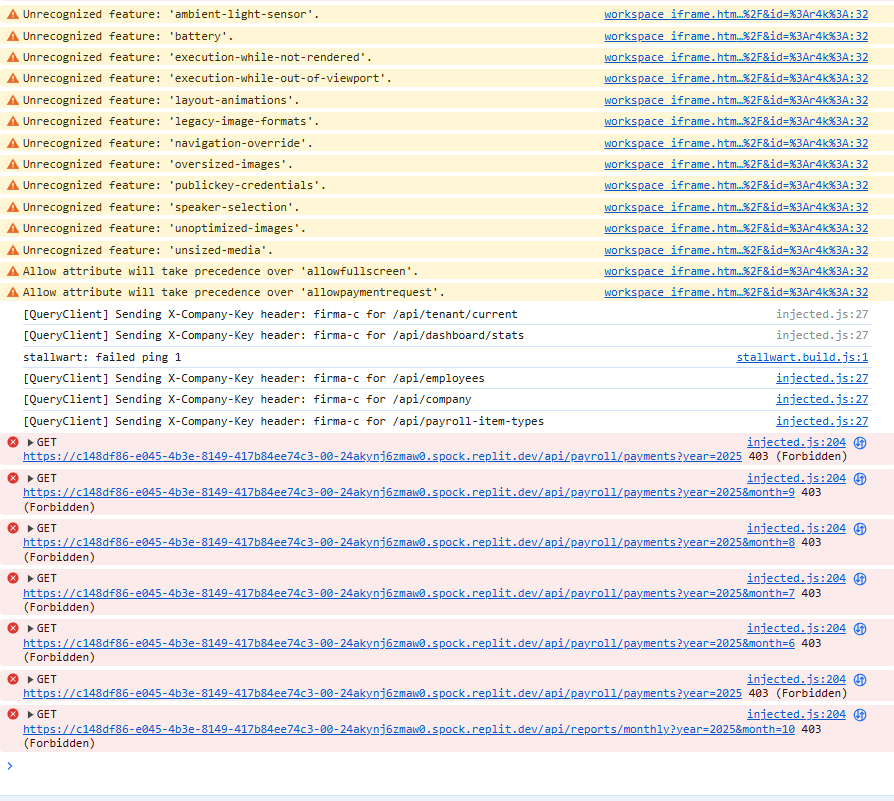 Unrecognized feature: 'ambient-light-sensor'. workspace_iframe.htm…%2F&id=%3Ar4k%3A:32
Unrecognized feature: 'battery'. workspace_iframe.htm…%2F&id=%3Ar4k%3A:32
Unrecognized feature: 'execution-while-not-rendered'. workspace_iframe.htm…%2F&id=%3Ar4k%3A:32
Unrecognized feature: 'execution-while-out-of-viewport'. workspace_iframe.htm…%2F&id=%3Ar4k%3A:32
Unrecognized feature: 'layout-animations'. workspace_iframe.htm…%2F&id=%3Ar4k%3A:32
Unrecognized feature: 'legacy-image-formats'. workspace_iframe.htm…%2F&id=%3Ar4k%3A:32
Unrecognized feature: 'navigation-override'. workspace_iframe.htm…%2F&id=%3Ar4k%3A:32
Unrecognized feature: 'oversized-images'. workspace_iframe.htm…%2F&id=%3Ar4k%3A:32
Unrecognized feature: 'publickey-credentials'. workspace_iframe.htm…%2F&id=%3Ar4k%3A:32
Unrecognized feature: 'speaker-selection'. workspace_iframe.htm…%2F&id=%3Ar4k%3A:32
Unrecognized feature: 'unoptimized-images'. workspace_iframe.htm…%2F&id=%3Ar4k%3A:32
Unrecognized feature: 'unsized-media'. workspace_iframe.htm…%2F&id=%3Ar4k%3A:32
Allow attribute will take precedence over 'allowfullscreen'. workspace_iframe.htm…%2F&id=%3Ar4k%3A:32
Allow attribute will take precedence over 'allowpaymentrequest'. workspace_iframe.htm…%2F&id=%3Ar4k%3A:32
[QueryClient] Sending X-Company-Key header: firma-c for /api/tenant/current injected.js:27
[QueryClient] Sending X-Company-Key header: firma-c for /api/dashboard/stats injected.js:27
stallwart: failed ping 1 stallwart.build.js:1
[QueryClient] Sending X-Company-Key header: firma-c for /api/employees injected.js:27
[QueryClient] Sending X-Company-Key header: firma-c for /api/company injected.js:27
[QueryClient] Sending X-Company-Key header: firma-c for /api/payroll-item-types injected.js:27
GET injected.js:204
https://c148df86-e045-4b3e-8149-417b84ee74c3-00-24akynj6zmaw0.spock.replit.dev/api/payroll/payments?year=2025 403 (Forbidden)
GET injected.js:204
https://c148df86-e045-4b3e-8149-417b84ee74c3-00-24akynj6zmaw0.spock.replit.dev/api/payroll/payments?year=2025&month=9 403
(Forbidden)
GET injected.js:204
https://c148df86-e045-4b3e-8149-417b84ee74c3-00-24akynj6zmaw0.spock.replit.dev/api/payroll/payments?year=2025&month=8 403
(Forbidden)
GET injected.js:204
https://c148df86-e045-4b3e-8149-417b84ee74c3-00-24akynj6zmaw0.spock.replit.dev/api/payroll/payments?year=2025&month=7 403
(Forbidden)
GET injected.js:204
https://c148df86-e045-4b3e-8149-417b84ee74c3-00-24akynj6zmaw0.spock.replit.dev/api/payroll/payments?year=2025&month=6 403
(Forbidden)
GET injected.js:204
https://c148df86-e045-4b3e-8149-417b84ee74c3-00-24akynj6zmaw0.spock.replit.dev/api/payroll/payments?year=2025 403 (Forbidden)
GET injected.js:204
https://c148df86-e045-4b3e-8149-417b84ee74c3-00-24akynj6zmaw0.spock.replit.dev/api/reports/monthly?year=2025&month=10 403
(Forbidden)